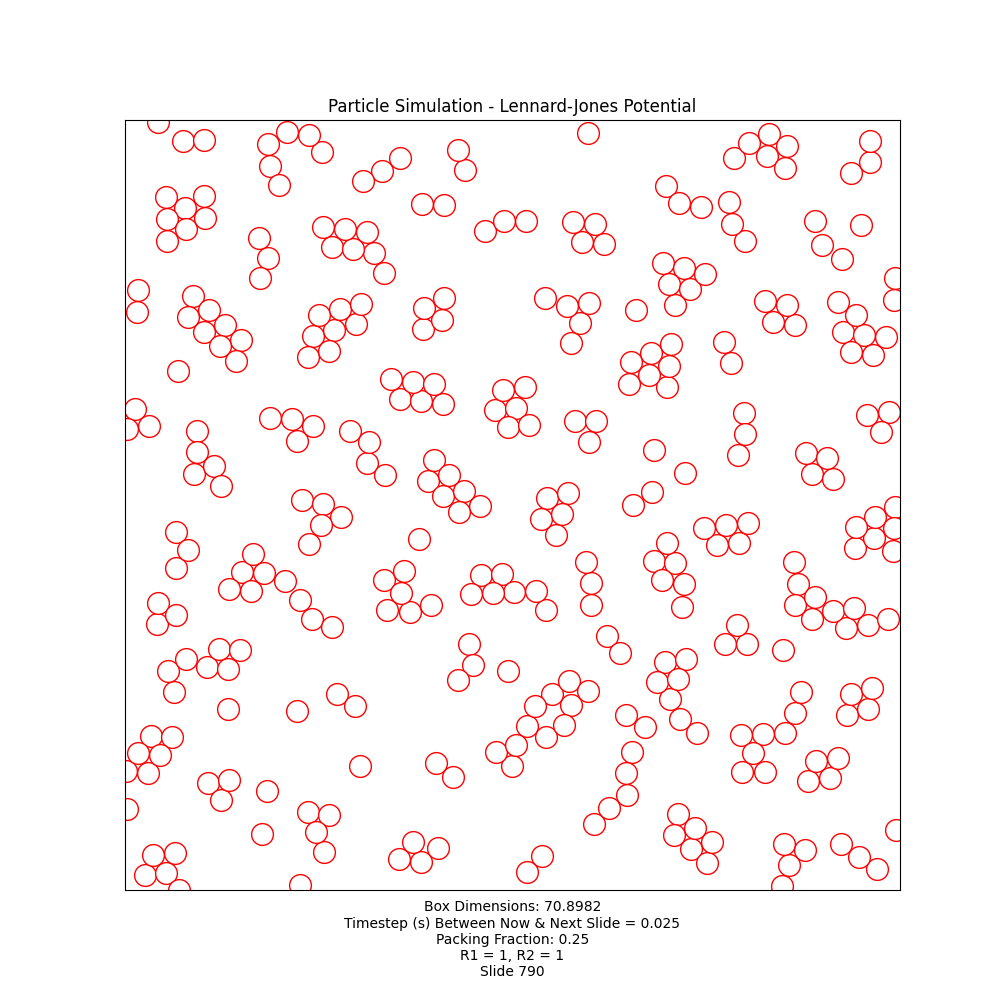 Particle Simulation - Lennard-Jones Potential
Box Dimensions: 70.8982
Timestep (s) Between Now & Next Slide = 0.025
Packing Fraction: 0.25
R1 = 1, R2 = 1
Slide 790